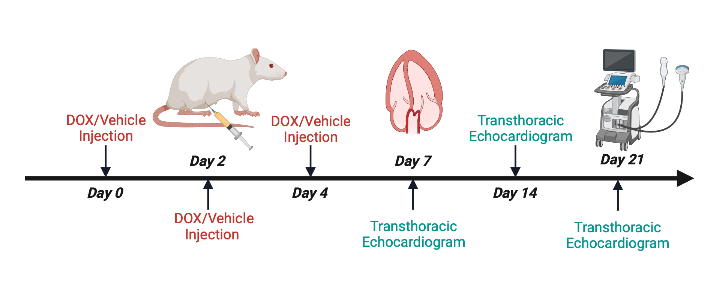 DOX/Vehicle
Injection
Day 0
Day 2
DOX/Vehicle
Injection
DOX/Vehicle
Injection
Day 4
Day 7
Transthoracic
Echocardiogram
Transthoracic
Echocardiogram
Day 14
Day 21
Transthoracic
Echocardiogram